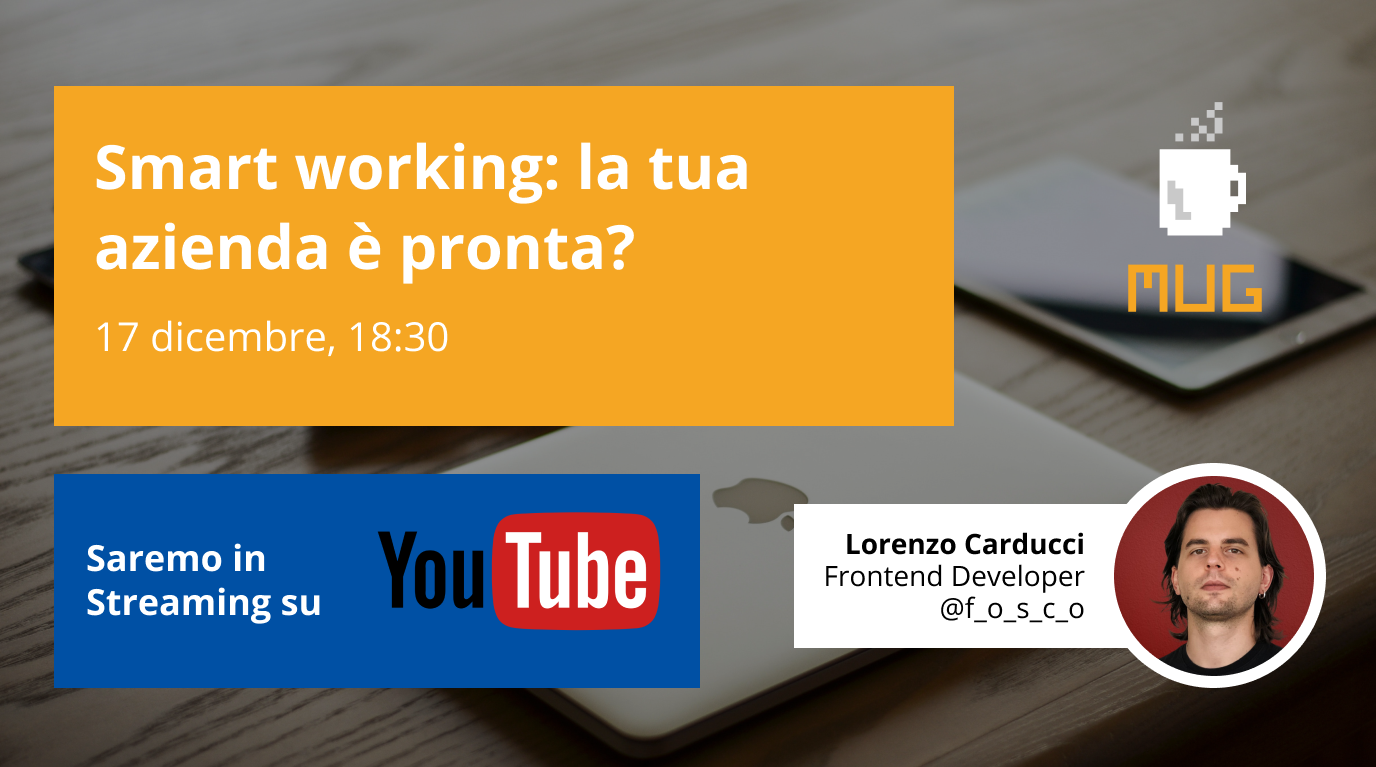 Smart working: la tua
azienda è pronta?
17 dicembre, 18:30
MUG
Saremo in
Streaming su
YouTube
Lorenzo Carducci
Frontend Developer
@f_o_s_c_o